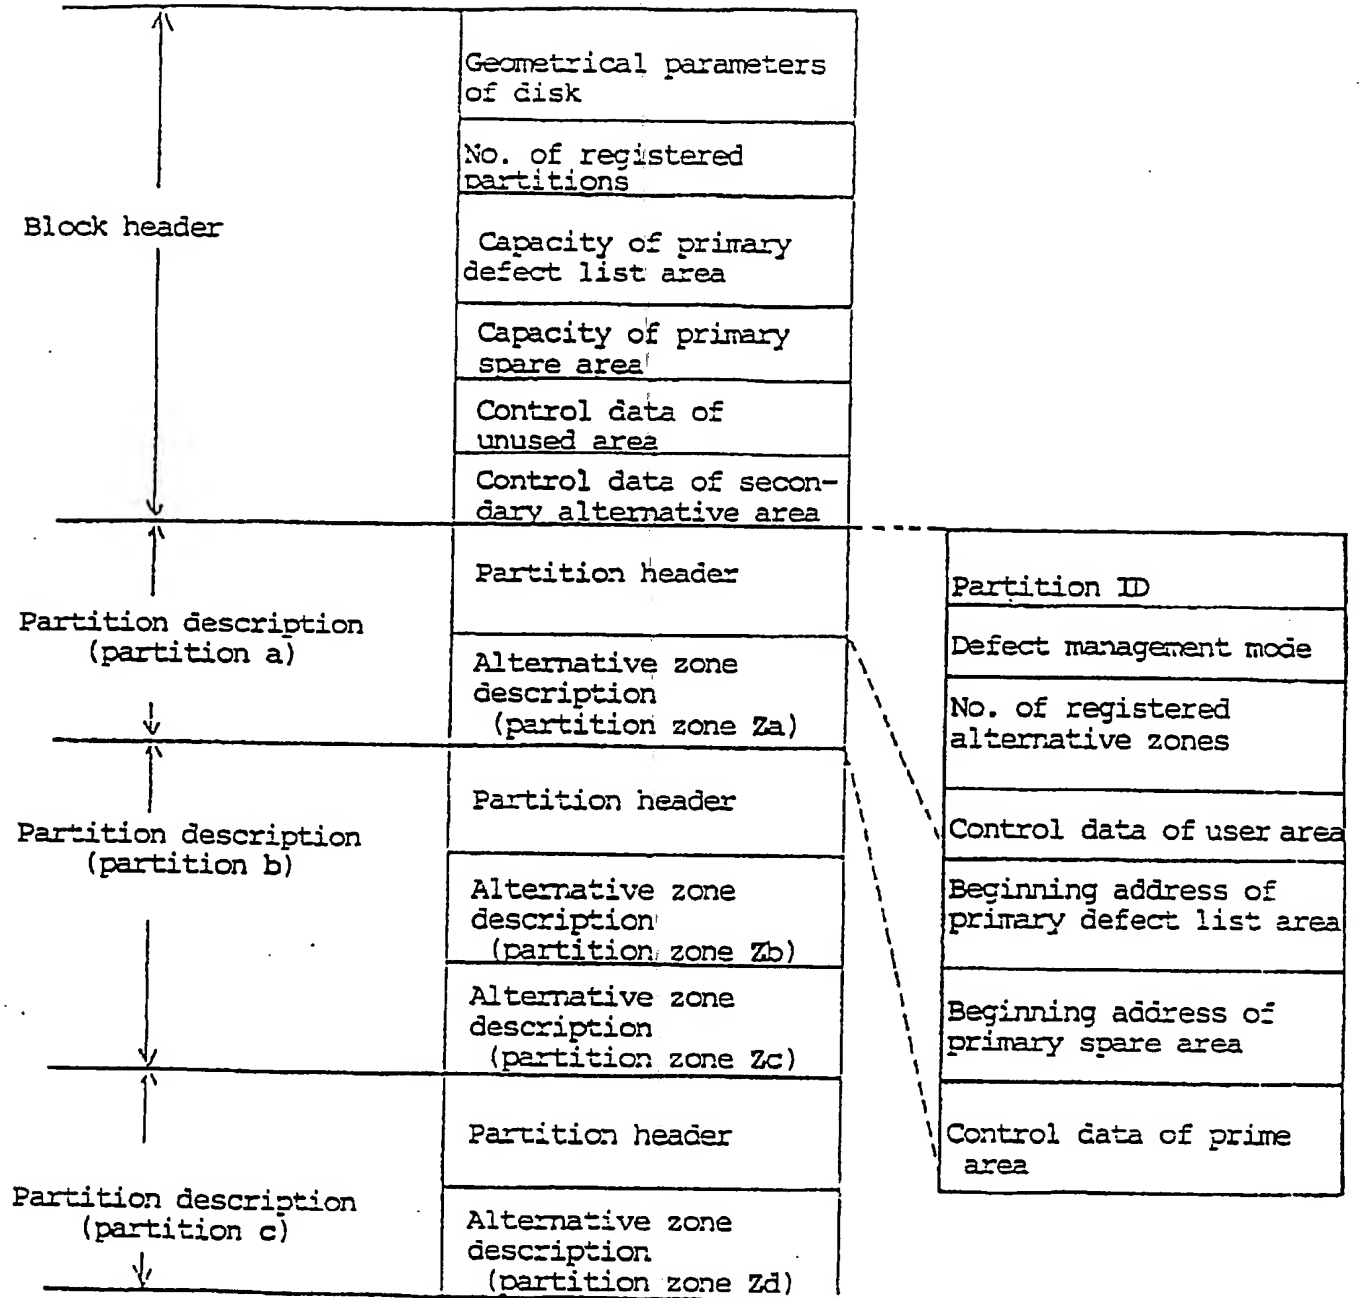 Geometrical parameters
of disk
No. of registered
partitions
Block header
Capacity of primary
defect list area
Capacity of primary
spare area
Control data of
unused area
Control data of secon-
dary alternative area
Partition description
(partition a)
Partition header
Alternative zone
description
(partition zone Za)
Partition description
(partition b)
Partition header
Alternative zone
description
(partition zone Zb)
Alternative zone
description
(partition zone Zc)
Partition description
(partition c)
Partition header
Alternative zone
description
(partition zone Zd)
Partition ID
Defect management mode
No. of registered
alternative zones
Control data of user area
Beginning address of
primary defect list area
Beginning address of
primary spare area
Control data of prime
area